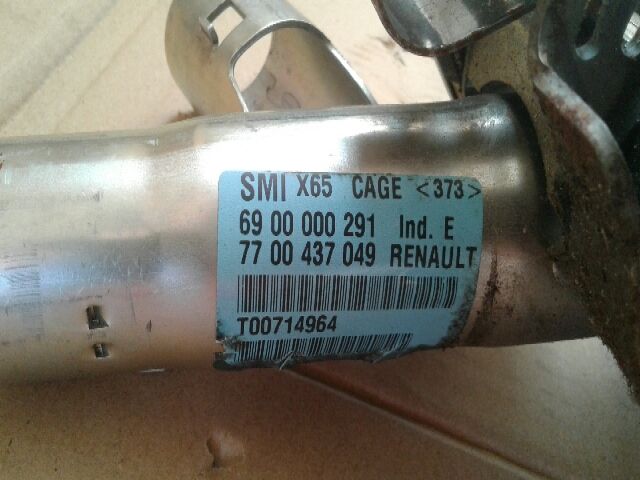 SMI X65 CAGE <373>
69 00 000 291 Ind. E
77 00 437 049 RENAULT
T00714964